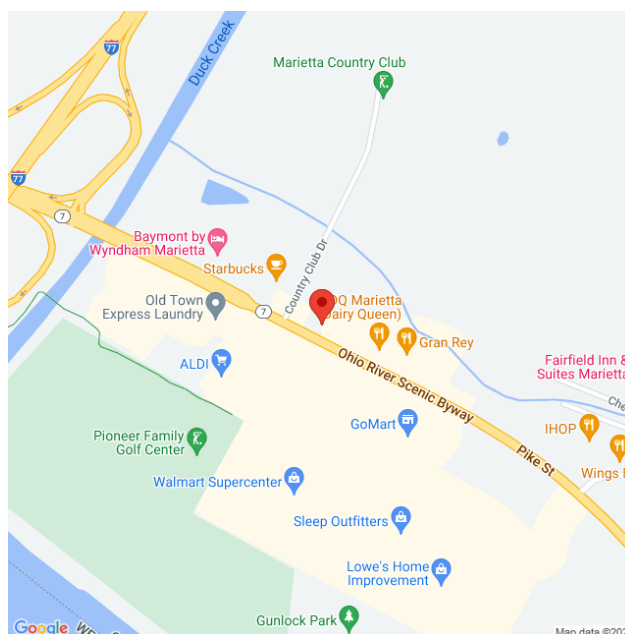 77
Duck Creek
Marietta Country Club
77
77
7
Baymont by
Wyndham Marietta
Starbucks
Country Club Dr
Old Town
Express Laundry
7
Marietta
Queen)
Gran Rey
Ohio River Scenic Byway
ALDI
Fairfield Inn &
Suites Marietta
GoMart
IHOP
Pike St
Wings
Pioneer Family
Golf Center
Walmart Supercenter
Sleep Outfitters
Lowe's Home
Improvement
Gunlock Park
Google
Map data